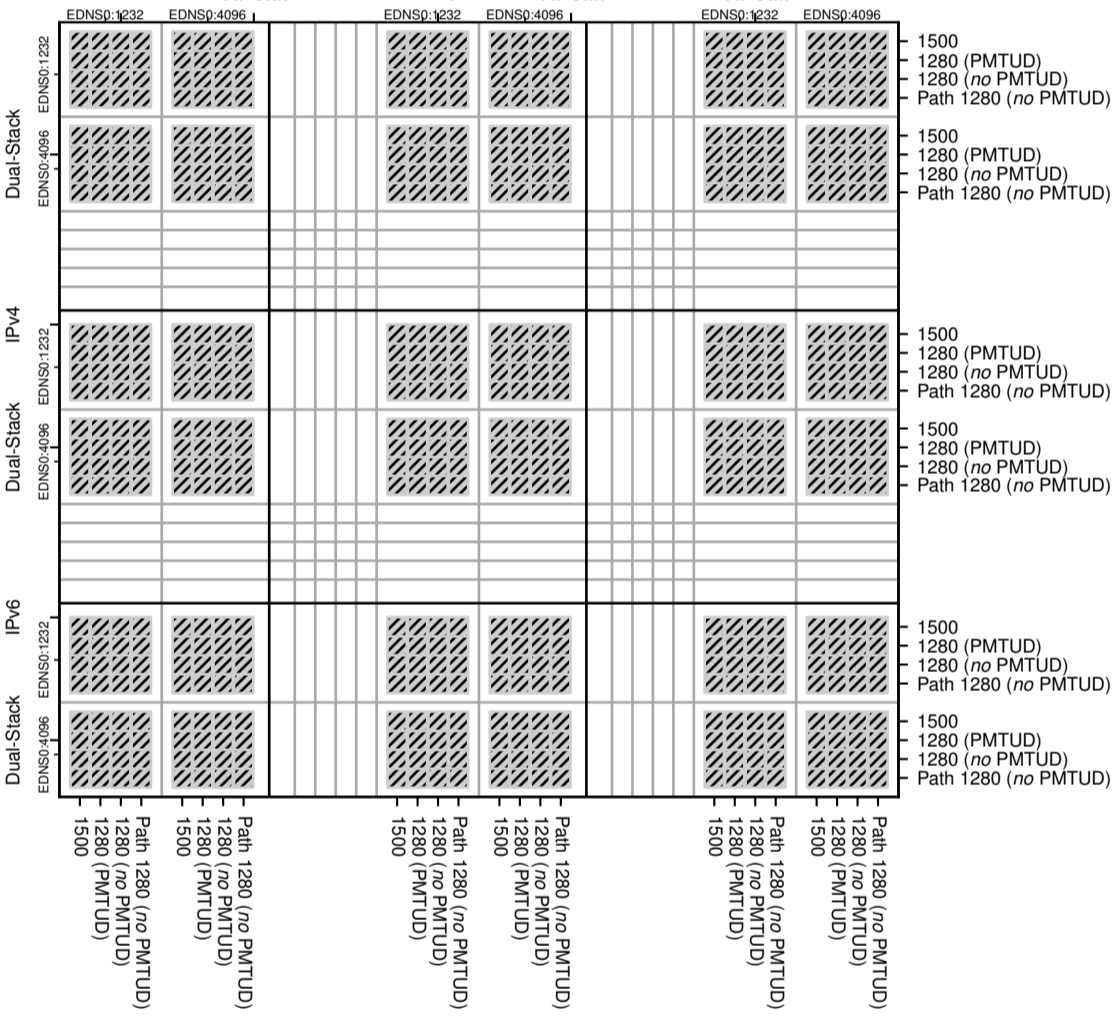 EDNS0:1232 EDNS0:4096 EDNS0:1232 EDNS0:4096 EDNS0:1232 EDNS0:4096
Dual-Stack
EDNS0:1232
EDNS0:4096
1500
1280 (PMTUD)
1280 (no PMTUD)
Path 1280 (no PMTUD)
1500
1280 (PMTUD)
1280 (no PMTUD)
Path 1280 (no PMTUD)
IPv4
Dual-Stack
EDNS0:1232
EDNS0:4096
1500
1280 (PMTUD)
1280 (no PMTUD)
Path 1280 (no PMTUD)
1500
1280 (PMTUD)
1280 (no PMTUD)
Path 1280 (no PMTUD)
IPv6
Dual-Stack
EDNS0:1232
EDNS0:4096
1500
1280 (PMTUD)
1280 (no PMTUD)
Path 1280 (no PMTUD)
1500
1280 (PMTUD)
1280 (no PMTUD)
Path 1280 (no PMTUD)
1500
1280 (PMTUD)
1280 (no PMTUD)
Path 1280 (no PMTUD)
1500
1280 (PMTUD)
1280 (no PMTUD)
Path 1280 (no PMTUD)
1500
1280 (PMTUD)
1280 (no PMTUD)
Path 1280 (no PMTUD)
1500
1280 (PMTUD)
1280 (no PMTUD)
Path 1280 (no PMTUD)
1500
1280 (PMTUD)
1280 (no PMTUD)
Path 1280 (no PMTUD)
1500
1280 (PMTUD)
1280 (no PMTUD)
Path 1280 (no PMTUD)